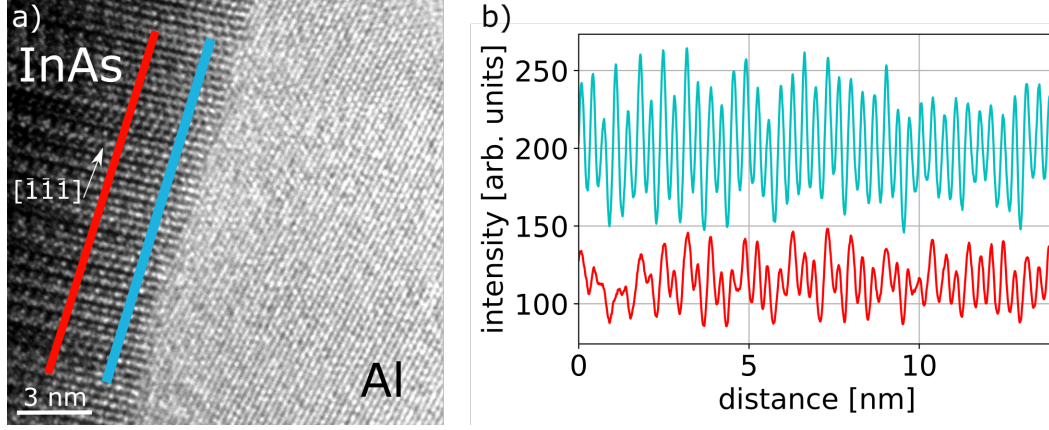 a)
InAs
[1̄1̄1̄]
3 nm
Al
b)
intensity [arb. units]
250
200
150
100
0
5
10
distance [nm]